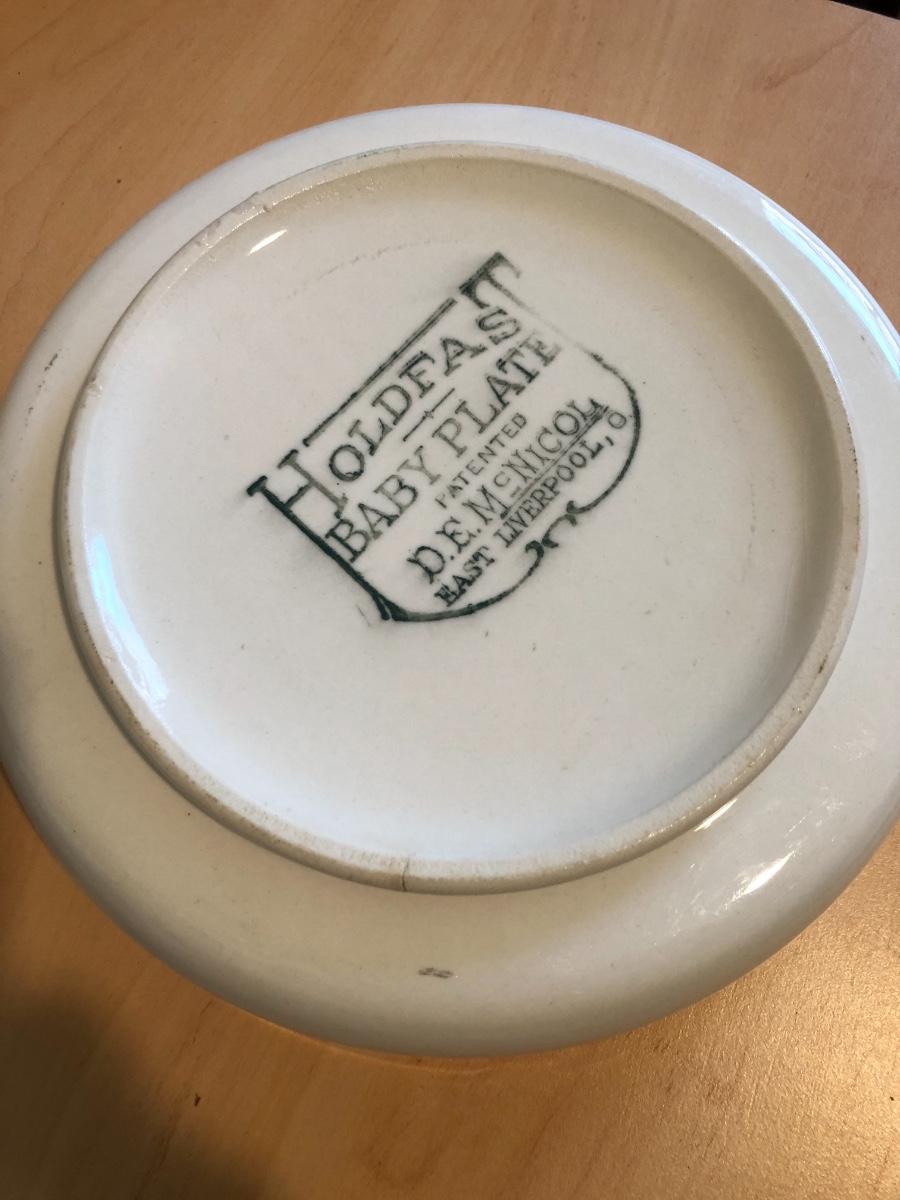 HOLDFAST
BABY PLATE
PATENTED
D.E. McNICOL
EAST LIVERPOOL, O.